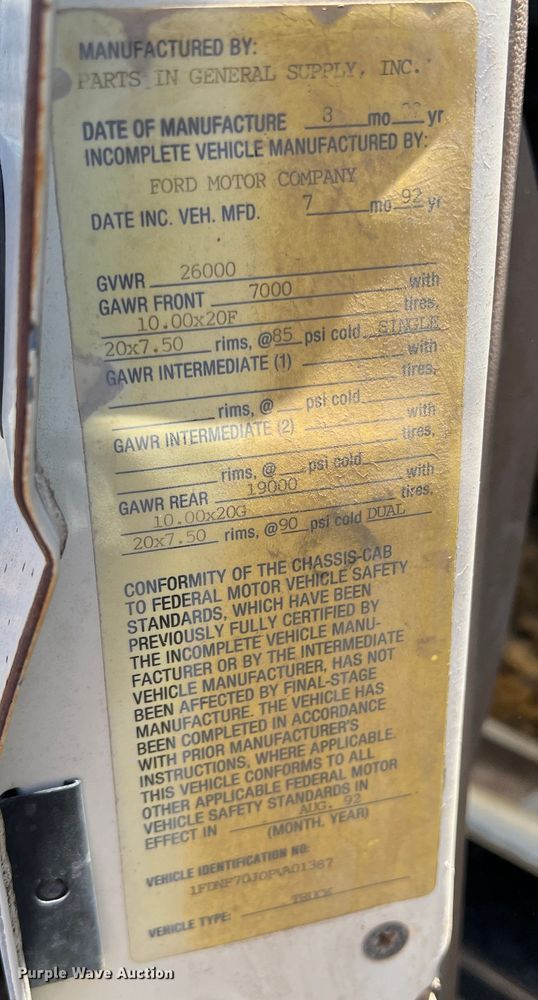 MANUFACTURED BY:
PARTS IN GENERAL SUPPLY, INC.
DATE OF MANUFACTURE 8 mo. yr
INCOMPLETE VEHICLE MANUFACTURED BY:
FORD MOTOR COMPANY
DATE INC. VEH. MFD. 7 mo 92 yr
GVWR 26000
GAWR FRONT 7000 with
10.00x20F tires,
20x7.50 rims, @85 psi cold SINGLE
GAWR INTERMEDIATE (1) with
tires,
rims, @ psi cold
GAWR INTERMEDIATE (2) with
tires,
rims, @ psi cold
GAWR REAR 19000 with
10.00x20G tires,
20x7.50 rims, @90 psi cold DUAL
CONFORMITY OF THE CHASSIS-CAB
TO FEDERAL MOTOR VEHICLE SAFETY
STANDARDS, WHICH HAVE BEEN
PREVIOUSLY FULLY CERTIFIED BY
THE INCOMPLETE VEHICLE MANU-
FACTURER OR BY THE INTERMEDIATE
VEHICLE MANUFACTURER, HAS NOT
BEEN AFFECTED BY FINAL-STAGE
MANUFACTURE. THE VEHICLE HAS
BEEN COMPLETED IN ACCORDANCE
WITH PRIOR MANUFACTURER'S
INSTRUCTIONS, WHERE APPLICABLE.
THIS VEHICLE CONFORMS TO ALL
OTHER APPLICABLE FEDERAL MOTOR
VEHICLE SAFETY STANDARDS IN
EFFECT IN AUG. 92
(MONTH, YEAR)
VEHICLE IDENTIFICATION NO:
1FDNF70J0PVA01387
VEHICLE TYPE: TRUCK
Purple Wave Auction